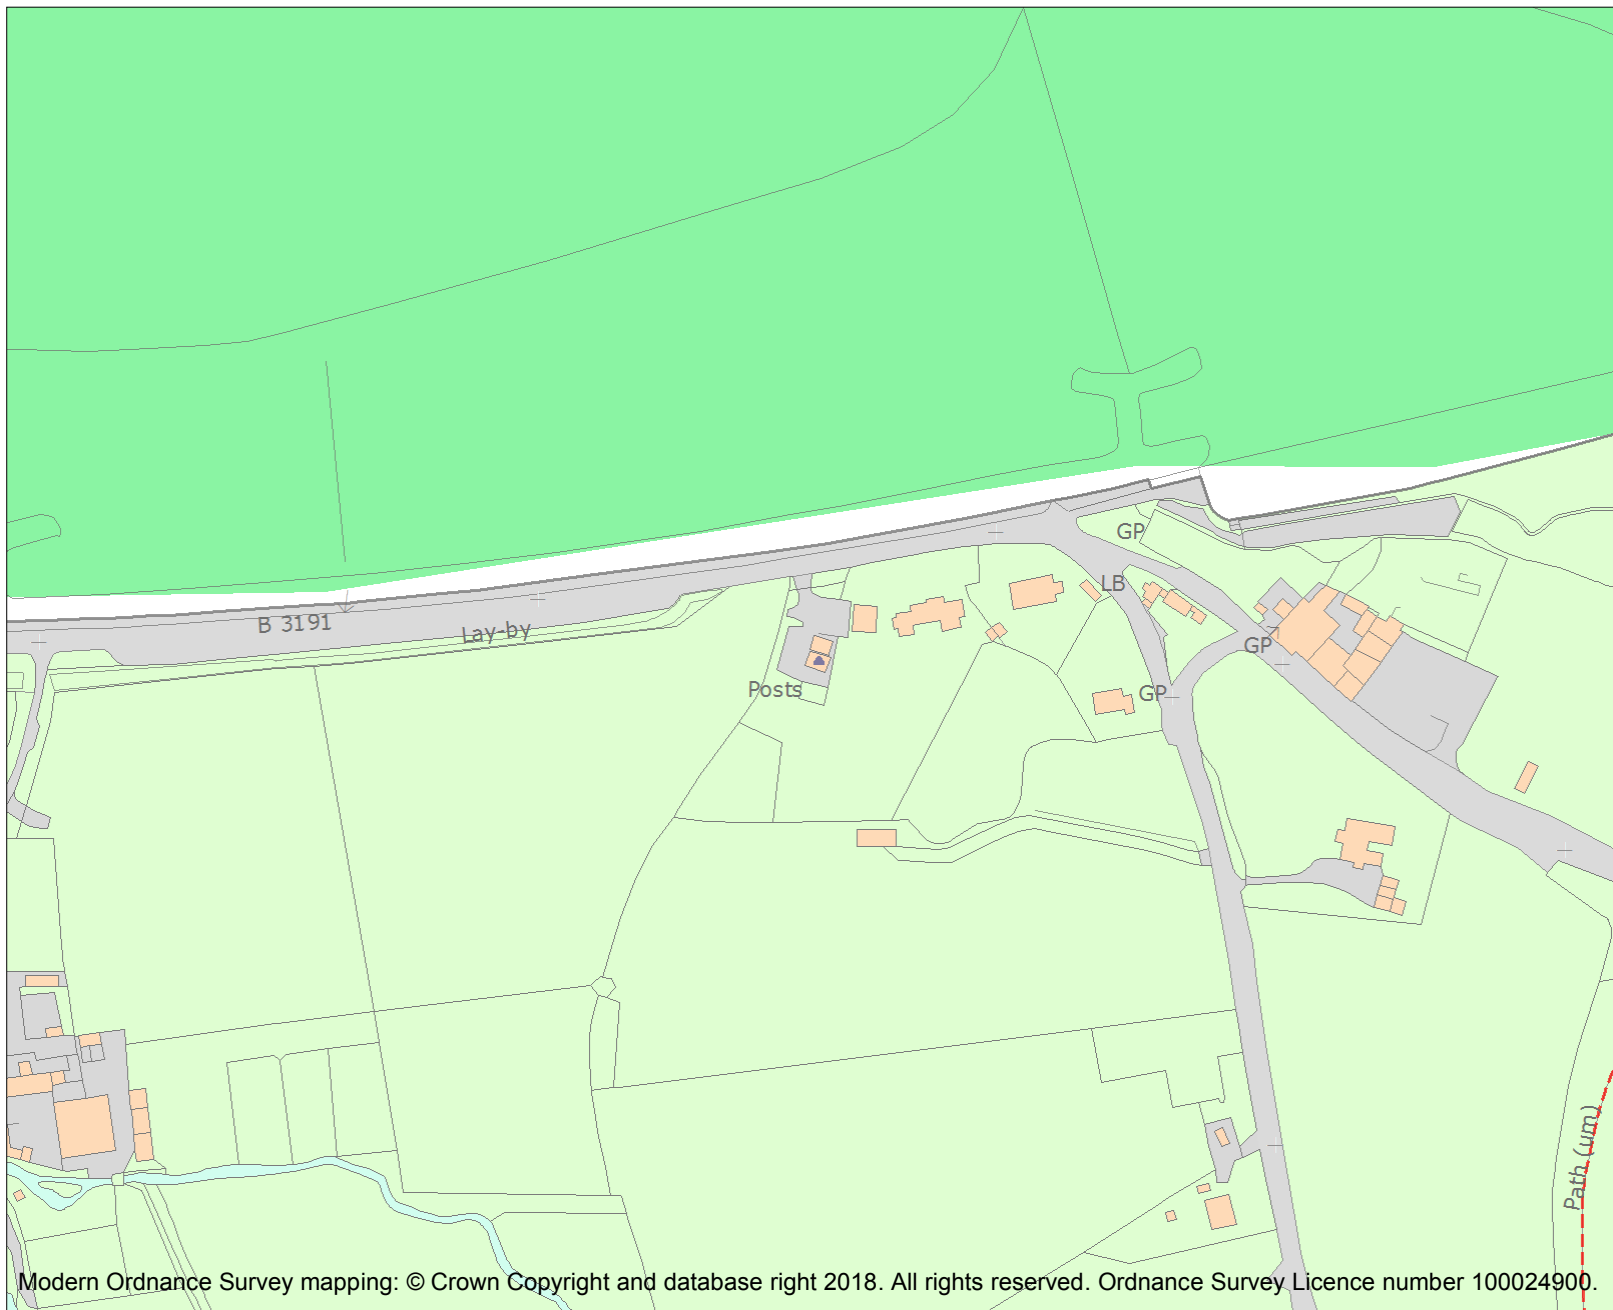 GP
LB
B 3191
Lay-by
GP
Posts
GP
Path (um)
Modern Ordnance Survey mapping: © Crown Copyright and database right 2018. All rights reserved. Ordnance Survey Licence number 100024900.